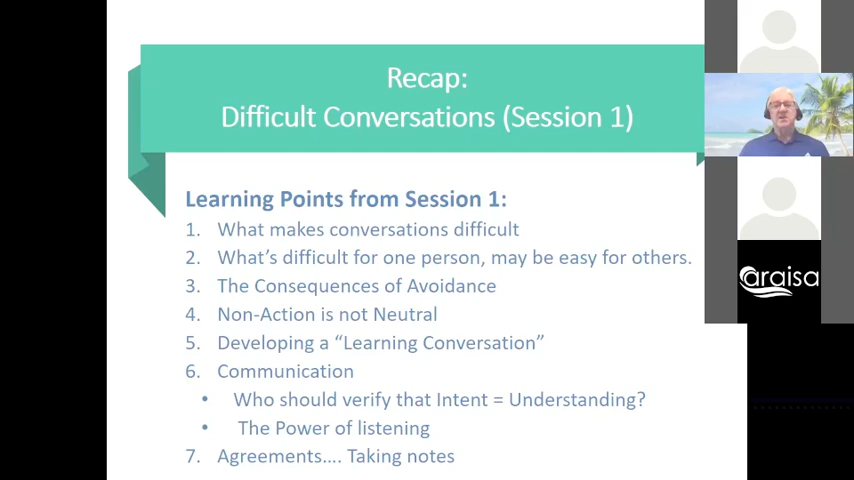 Recap:
Difficult Conversations (Session 1)
Learning Points from Session 1:
1. What makes conversations difficult
2. What's difficult for one person, may be easy for others.
3. The Consequences of Avoidance
4. Non-Action is not Neutral
5. Developing a “Learning Conversation”
6. Communication
• Who should verify that Intent = Understanding?
• The Power of listening
7. Agreements.... Taking notes
araisa